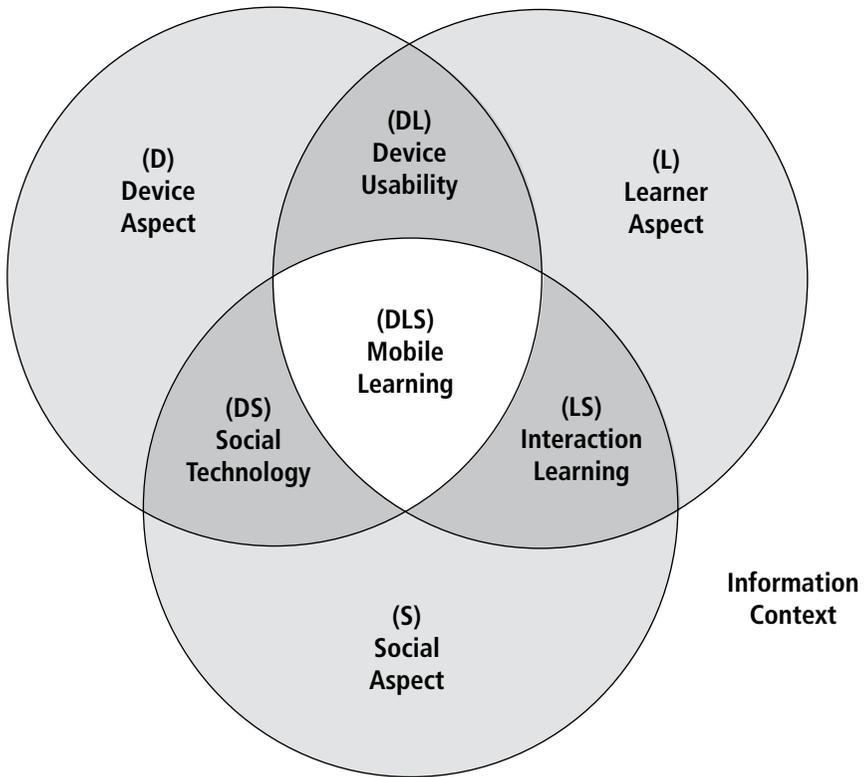 (DL)
Device
Usability
(D)
Device
Aspect
(L)
Learner
Aspect
(DLS)
Mobile
Learning
(DS)
Social
Technology
(LS)
Interaction
Learning
Information
Context
(S)
Social
Aspect